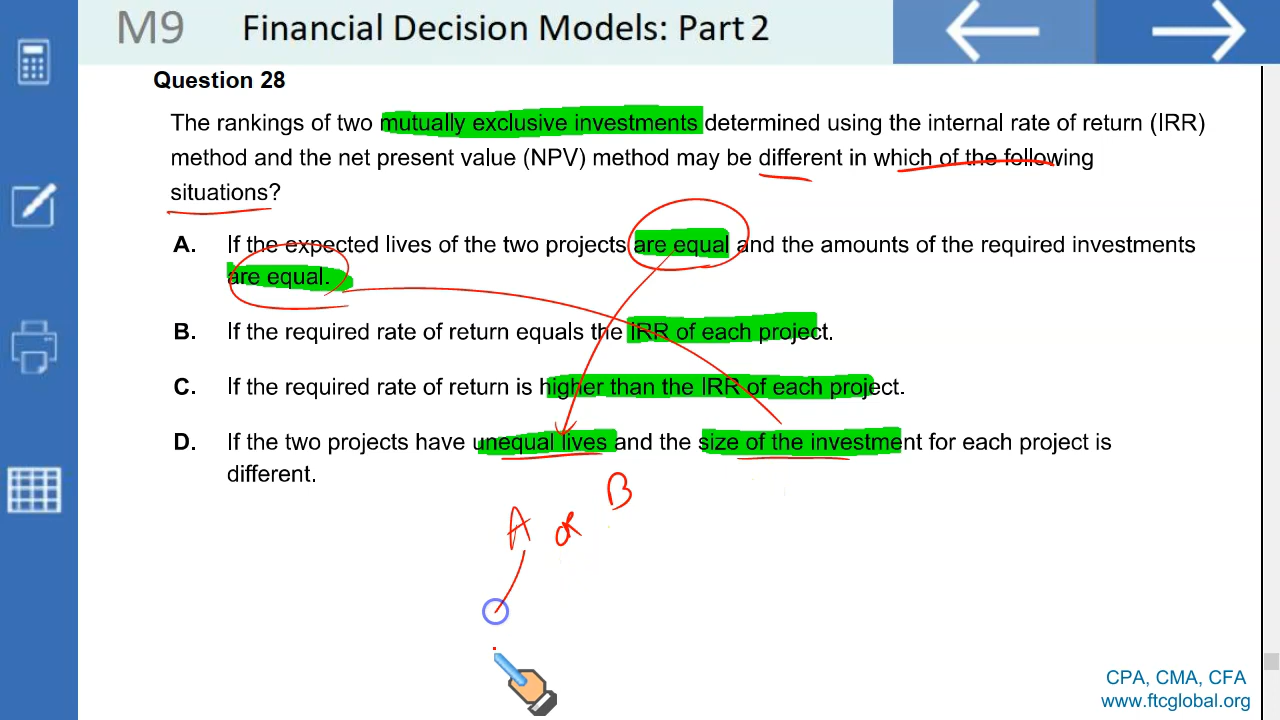 M9 Financial Decision Models: Part 2
Question 28
The rankings of two mutually exclusive investments determined using the internal rate of return (IRR)
method and the net present value (NPV) method may be different in which of the following
situations?
A. If the expected lives of the two projects are equal and the amounts of the required investments
are equal.
B. If the required rate of return equals the IRR of each project.
C. If the required rate of return is higher than the IRR of each project.
D. If the two projects have unequal lives and the size of the investment for each project is
different.
A or B
CPA, CMA, CFA
www.ftcglobal.org